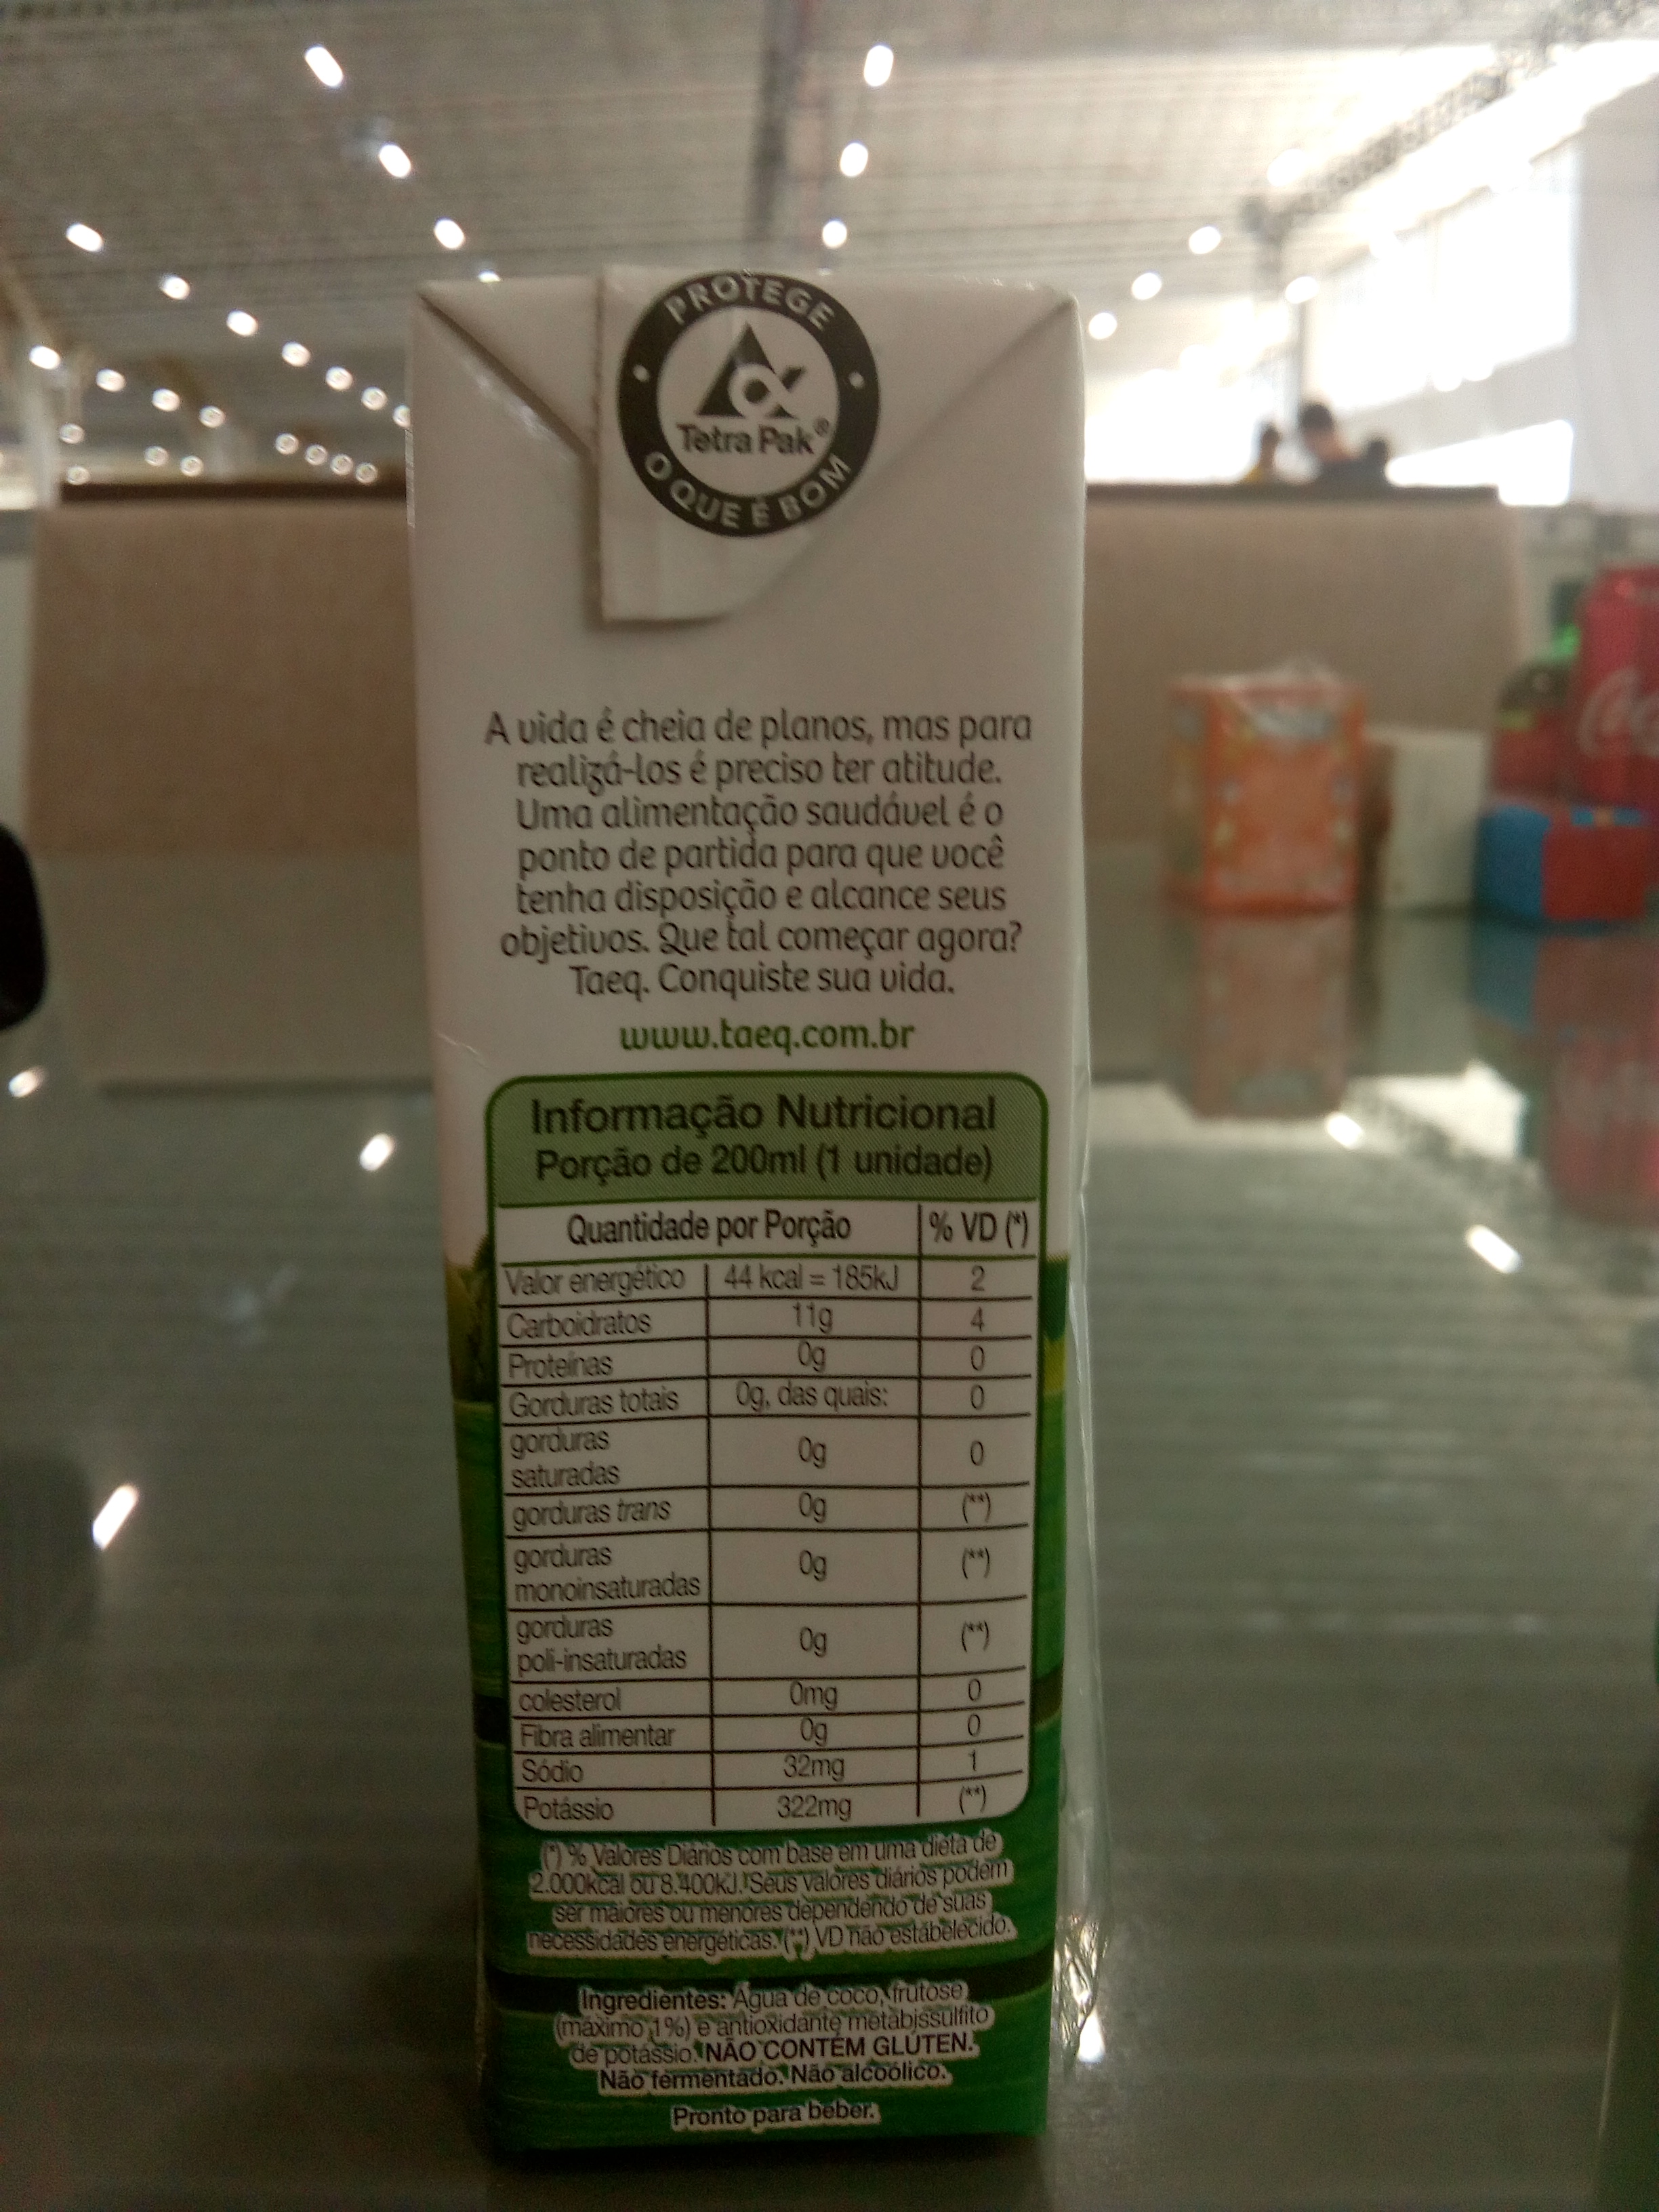 PROTEGE
Tetra Pak®
O QUE É BOM
A vida é cheia de planos, mas para
realizá-los é preciso ter atitude.
Uma alimentação saudável é o
ponto de partida para que você
tenha disposição e alcance seus
objetivos. Que tal começar agora?
Taeq. Conquiste sua vida.
www.taeq.com.br
Informação Nutricional
Porção de 200ml (1 unidade)
Quantidade por Porção % VD (*)
Valor energético 44 kcal = 185kJ 2
Carboidratos 11g 4
Proteínas 0g 0
Gorduras totais 0g, das quais: 0
gorduras
saturadas 0g 0
gorduras trans 0g (**)
gorduras
monoinsaturadas 0g (**)
gorduras
poli-insaturadas 0g (**)
colesterol 0mg 0
Fibra alimentar 0g 0
Sódio 32mg 1
Potássio 322mg (**)
(*) % Valores Diários com base em uma dieta de
2.000kcal ou 8.400kJ. Seus valores diários podem
ser maiores ou menores dependendo de suas
necessidades energéticas. (**) VD não estabelecido.
Ingredientes: Água de coco, frutose
(máximo 1%) e antioxidante metabissulfito
de potássio. NÃO CONTÉM GLÚTEN.
Não fermentado. Não alcoólico.
Pronto para beber.